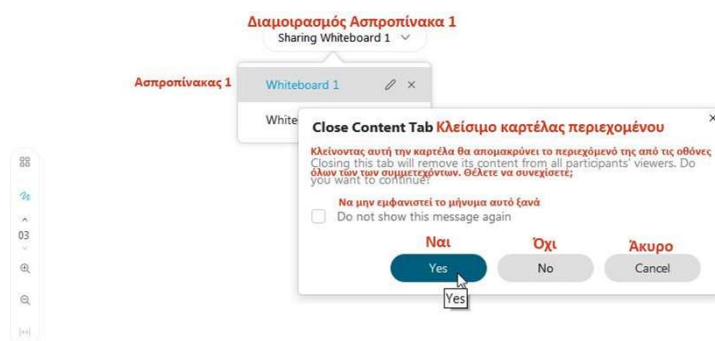 Διαμοιρασμός Ασπροπίνακα 1
Sharing Whiteboard 1
Ασπροπίνακας 1
Whiteboard 1
White
Close Content Tab Κλείσιμο καρτέλας περιεχομένου
Κλείνοντας αυτή την καρτέλα θα απομακρύνει το περιεχόμενό της από τις οθόνες
Closing this tab will remove its content from all participants' viewers. Do
όλων τών των συμμετεχόντων. Θέλετε να συνεχίσετέ;
you want to continue?
Να μην εμφανιστεί το μήνυμα αυτό ξανά
Do not show this message again
Ναι Όχι Άκυρο
Yes No Cancel
Yes
03